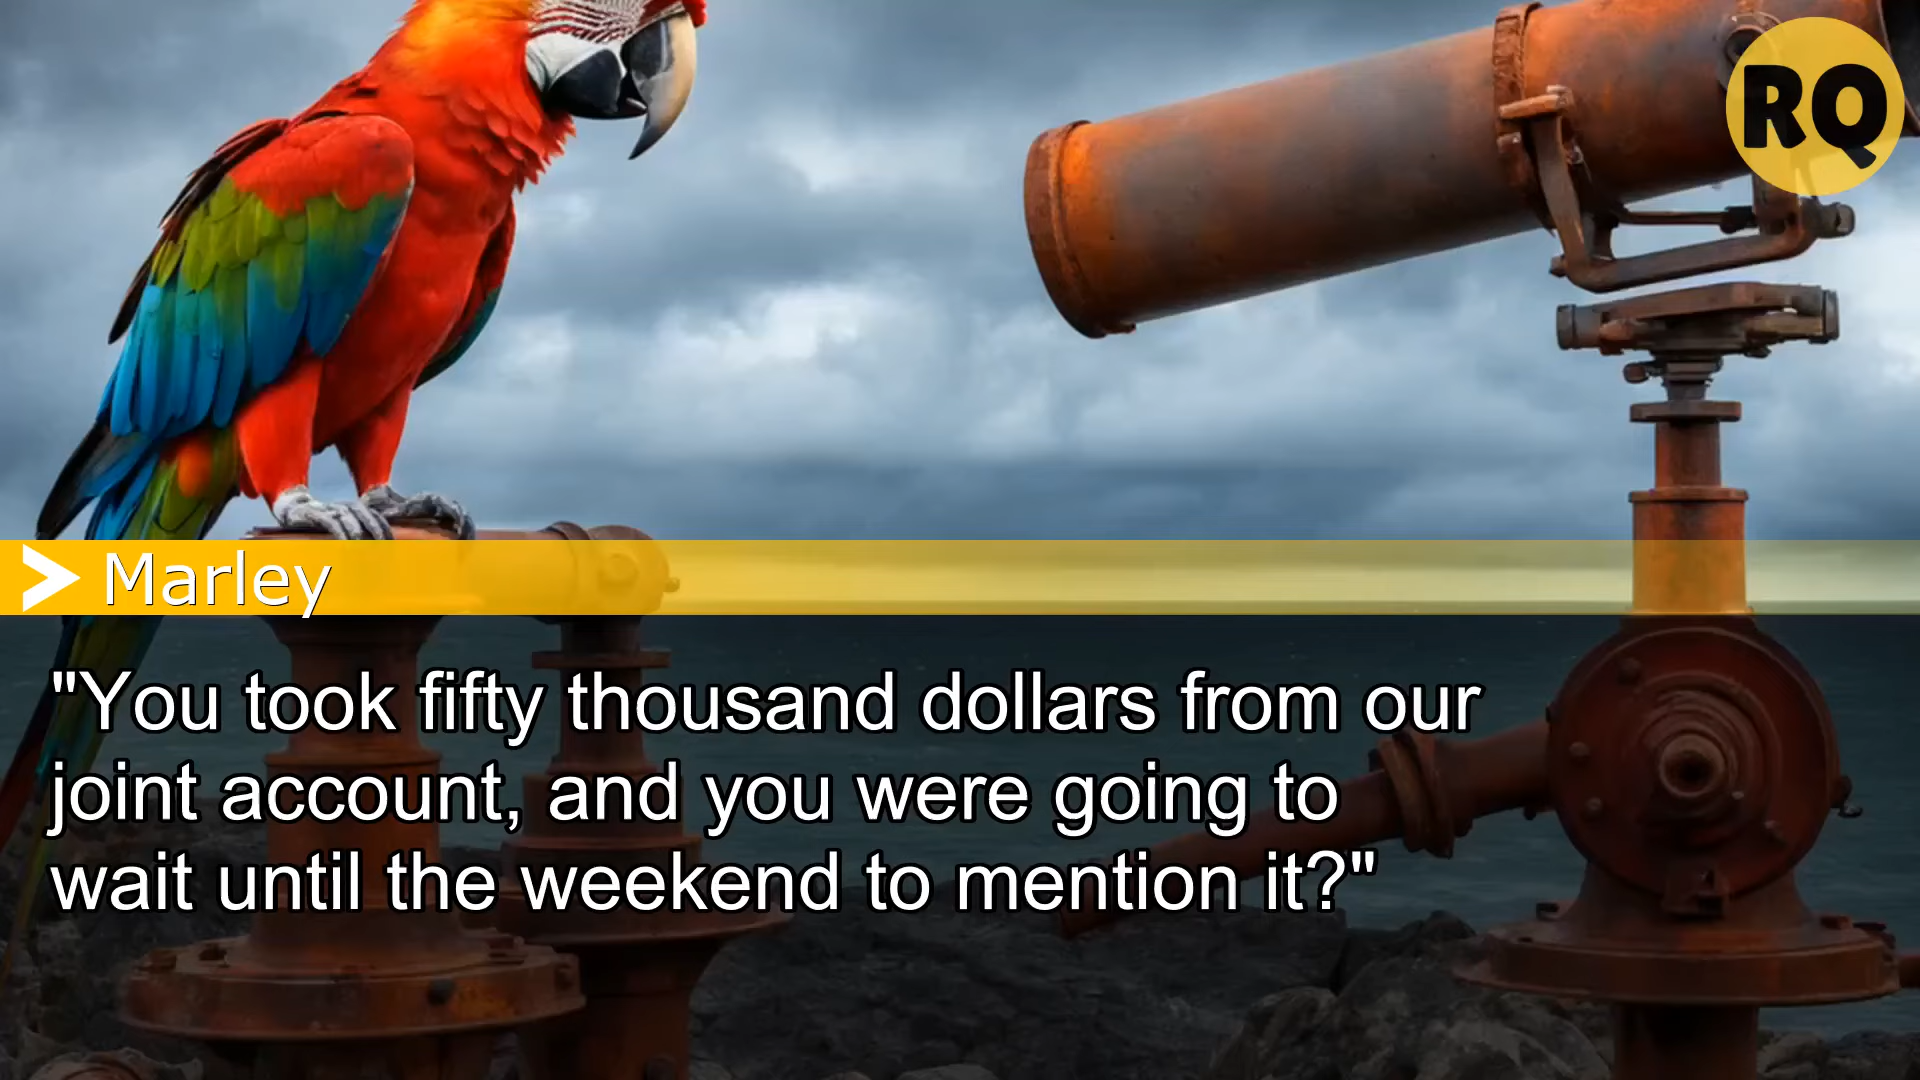 RQ
Marley
"You took fifty thousand dollars from our
joint account, and you were going to
wait until the weekend to mention it?"